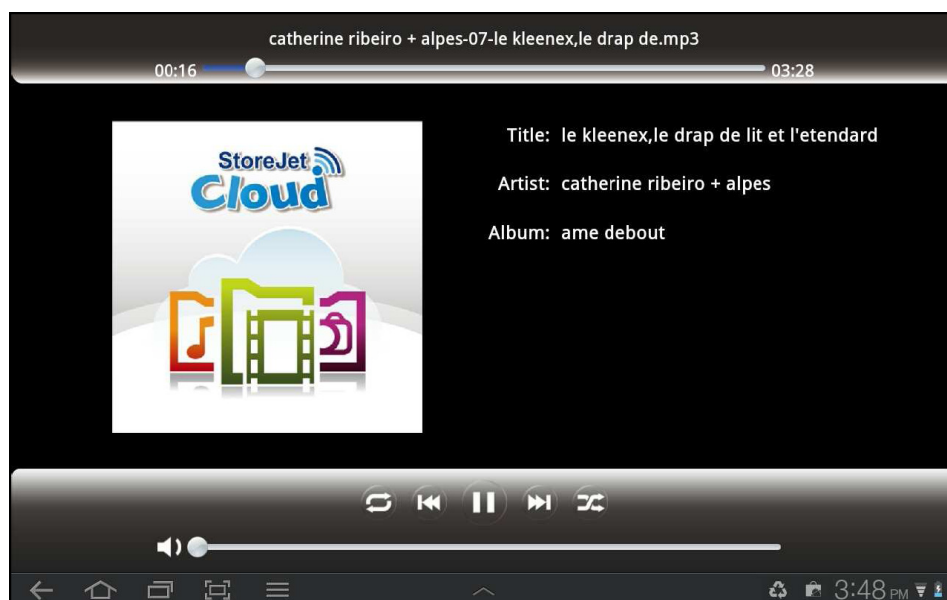 catherine ribeiro + alpes-07-le kleenex,le drap de.mp3
00:16 03:28
StoreJet
Cloud
Title: le kleenex,le drap de lit et l'etendard
Artist: catherine ribeiro + alpes
Album: ame debout
3:48 PM